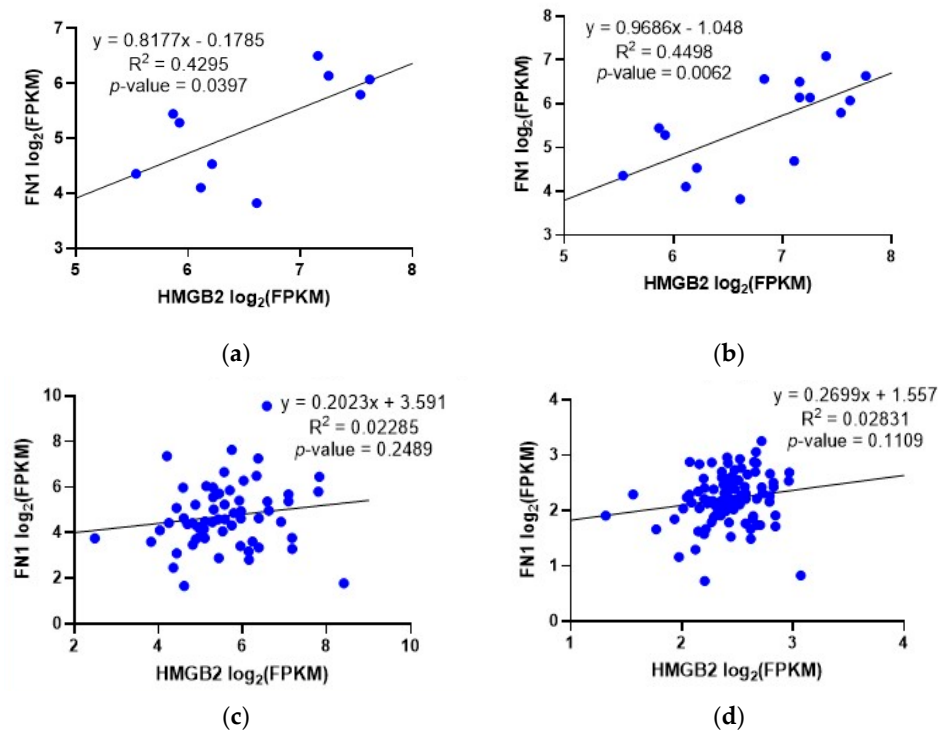 y = 0.8177x - 0.1785
R² = 0.4295
p-value = 0.0397
FN1 log₂(FPKM)
7
6
5
4
3
5 6 7 8
HMGB2 log₂(FPKM)
(a)
y = 0.9686x - 1.048
R² = 0.4498
p-value = 0.0062
FN1 log₂(FPKM)
8
7
6
5
4
3
5 6 7 8
HMGB2 log₂(FPKM)
(b)
y = 0.2023x + 3.591
R² = 0.02285
p-value = 0.2489
FN1 log₂(FPKM)
10
8
6
4
2
0
2 4 6 8 10
HMGB2 log₂(FPKM)
(c)
y = 0.2699x + 1.557
R² = 0.02831
p-value = 0.1109
FN1 log₂(FPKM)
4
3
2
1
0
1 2 3 4
HMGB2 log₂(FPKM)
(d)